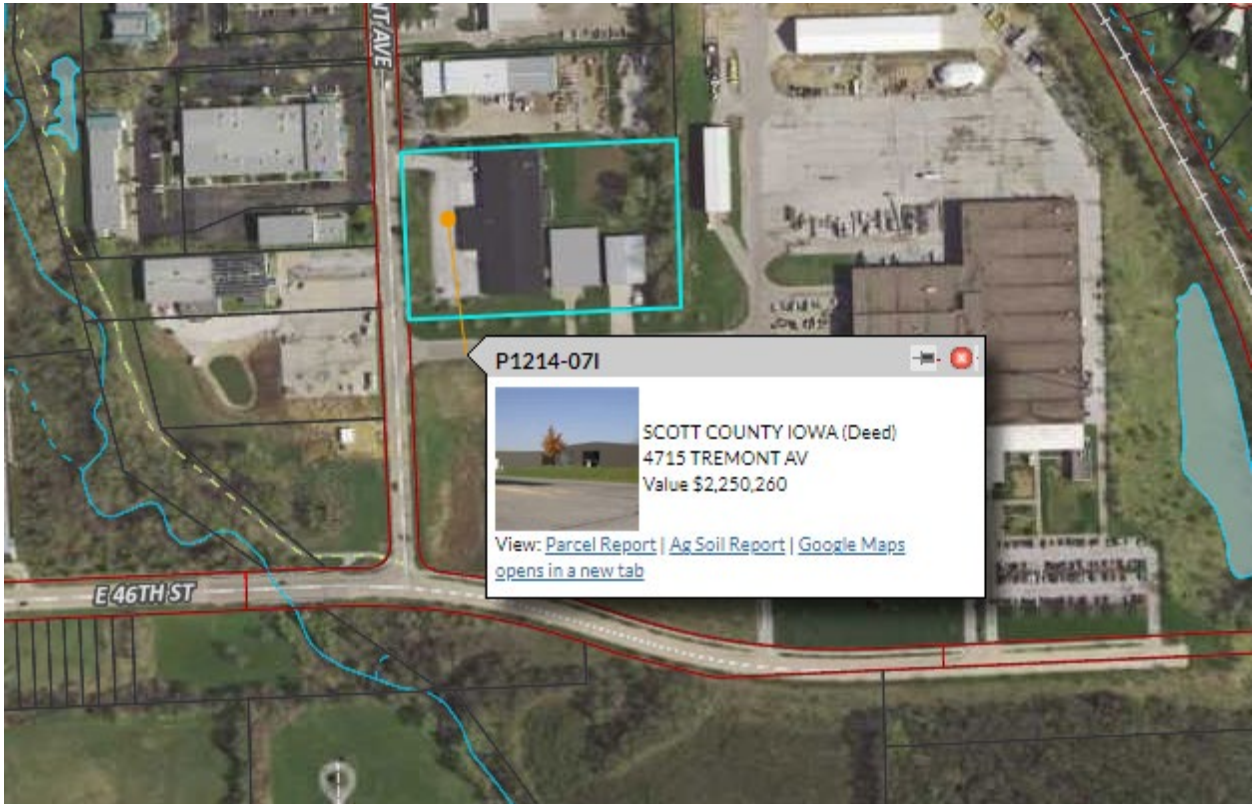 NT AVE
P1214-07I
SCOTT COUNTY IOWA (Deed)
4715 TREMONT AV
Value $2,250,260
View: Parcel Report | Ag Soil Report | Google Maps
opens in a new tab
E 46TH ST